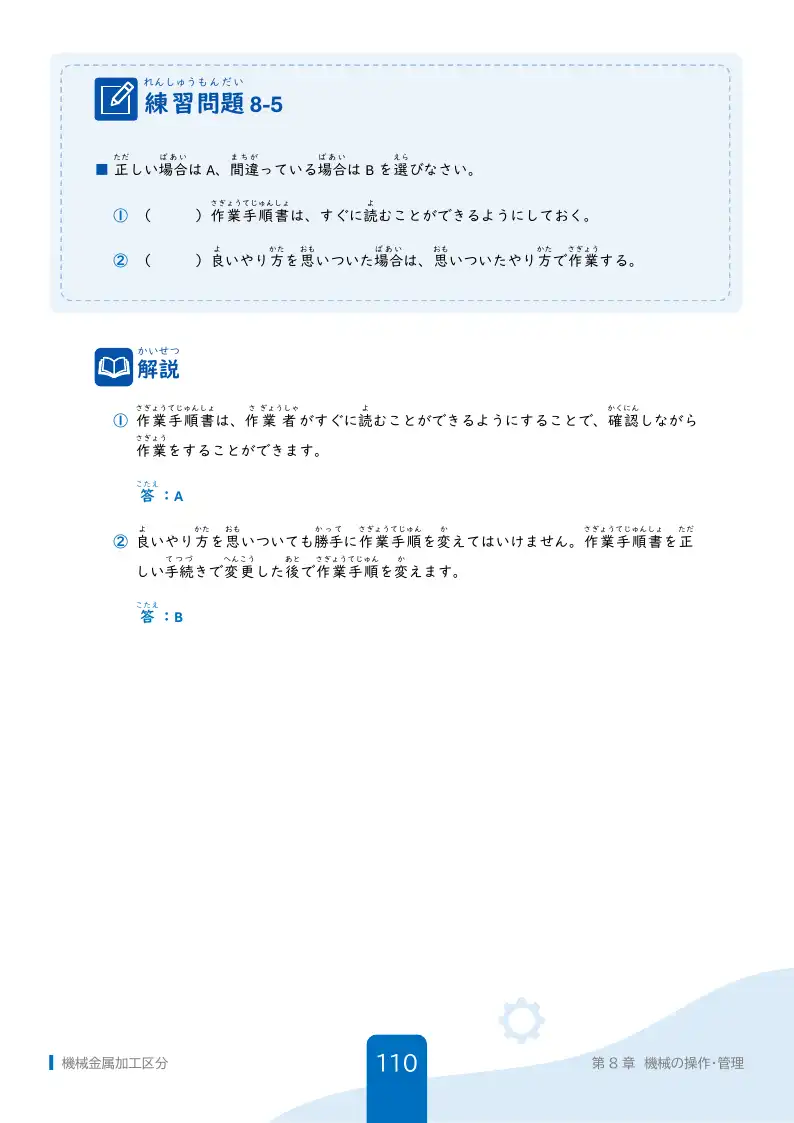 れんしゅうもんだい
練習問題 8-5
ただ ばあい まちが ばあい えら
■ 正しい場合は A、間違っている場合は B を選びなさい。
さぎょうてじゅんしょ よ
① （　　）作業手順書は、すぐに読むことができるようにしておく。
よ かた おも ばあい おも かた さぎょう
② （　　）良いやり方を思いついた場合は、思いついたやり方で作業する。
かいせつ
解説
さぎょうてじゅんしょ さぎょうしゃ よ かくにん
① 作業手順書は、作業者がすぐに読むことができるようにすることで、確認しながら
さぎょう
作業をすることができます。
こたえ
答：A
よ かた おも かって さぎょうてじゅん か さぎょうてじゅんしょ ただ
② 良いやり方を思いついても勝手に作業手順を変えてはいけません。作業手順書を正
てつづ へんこう あと さぎょうてじゅん か
しい手続きで変更した後で作業手順を変えます。
こたえ
答：B
機械金属加工区分
110
第 8 章 機械の操作・管理